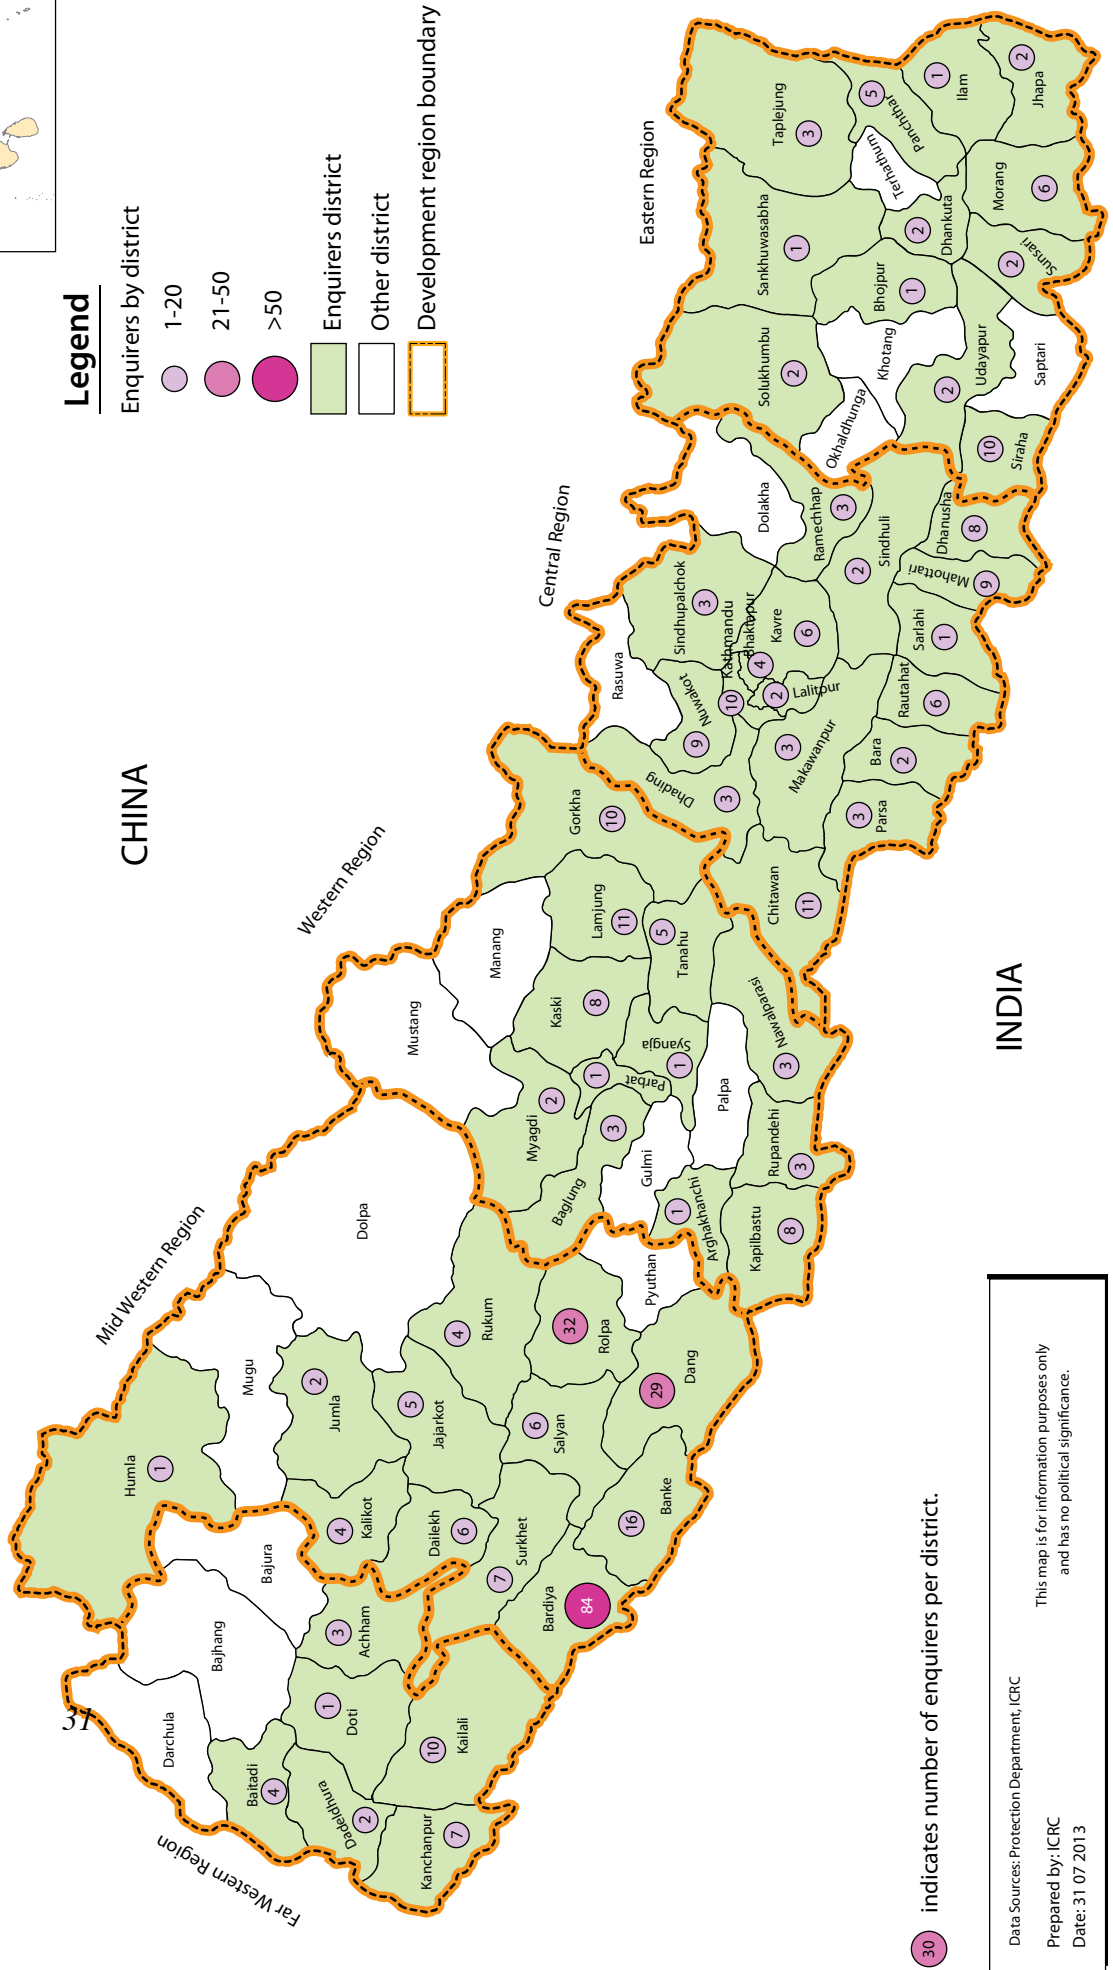 Legend
Enquirers by district
1-20
21-50
>50
Enquirers district
Other district
Development region boundary
CHINA
INDIA
Far Western Region
Mid Western Region
Western Region
Central Region
Eastern Region
Darchula
Bajhang
Bajura
Baitadi
4
Dadeldhura
2
Doti
1
Achham
3
Kanchanpur
7
Kailali
10
Humla
1
Mugu
Jumla
2
Kalikot
4
Dolpa
Jajarkot
5
Dailekh
6
Rukum
4
Surkhet
7
Salyan
6
Rolpa
32
Bardiya
84
Banke
16
Dang
29
Pyuthan
Mustang
Manang
Myagdi
2
Kaski
8
Lamjung
11
Gorkha
10
Baglung
3
Parbat
1
Syangja
1
Tanahu
5
Gulmi
Arghakhanchi
1
Palpa
Kapilbastu
8
Rupandehi
3
Nawalparasi
3
Rasuwa
Dhading
3
Nuwakot
9
Sindhupalchok
3
Kathmandu
10
Bhaktapur
4
Lalitpur
2
Kavre
6
Dolakha
Ramechhap
3
Sindhuli
2
Chitawan
11
Makawanpur
3
Parsa
3
Bara
2
Rautahat
6
Sarlahi
1
Mahottari
9
Dhanusha
8
Solukhumbu
2
Sankhuwasabha
1
Taplejung
3
Okhaldhunga
Khotang
Bhojpur
1
Terhathum
Panchthar
5
Dhankuta
2
Ilam
1
Udayapur
2
Siraha
10
Saptari
Sunsari
2
Morang
6
Jhapa
2
30 indicates number of enquirers per district.
Data Sources: Protection Department, ICRC
Prepared by: ICRC
Date: 31 07 2013
This map is for information purposes only
and has no political significance.
31